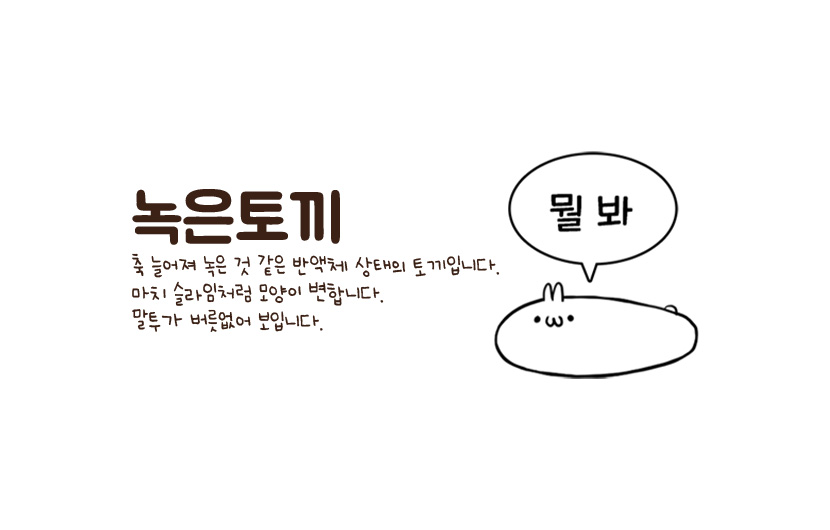 녹은토끼
축 늘어져 녹은 것 같은 반액체 상태의 토끼입니다.
마치 슬라임처럼 모양이 변합니다.
말투가 버릇없어 보입니다.
뭘 봐